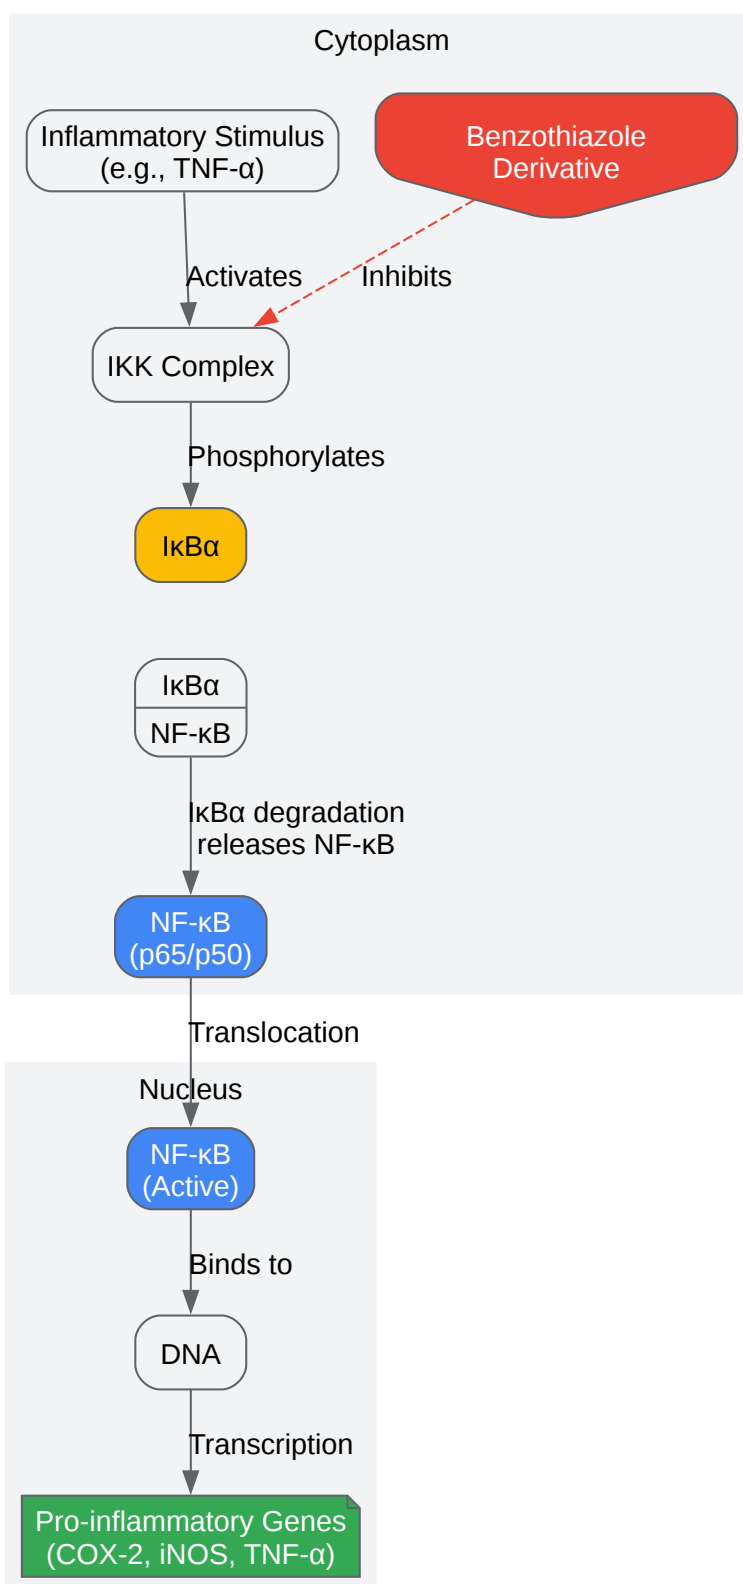 Cytoplasm
Inflammatory Stimulus
(e.g., TNF-α)
Benzothiazole
Derivative
Activates
Inhibits
IKK Complex
Phosphorylates
IκBα
IκBα
NF-κB
IκBα degradation
releases NF-κB
NF-κB
(p65/p50)
Translocation
Nucleus
NF-κB
(Active)
Binds to
DNA
Transcription
Pro-inflammatory Genes
(COX-2, iNOS, TNF-α)